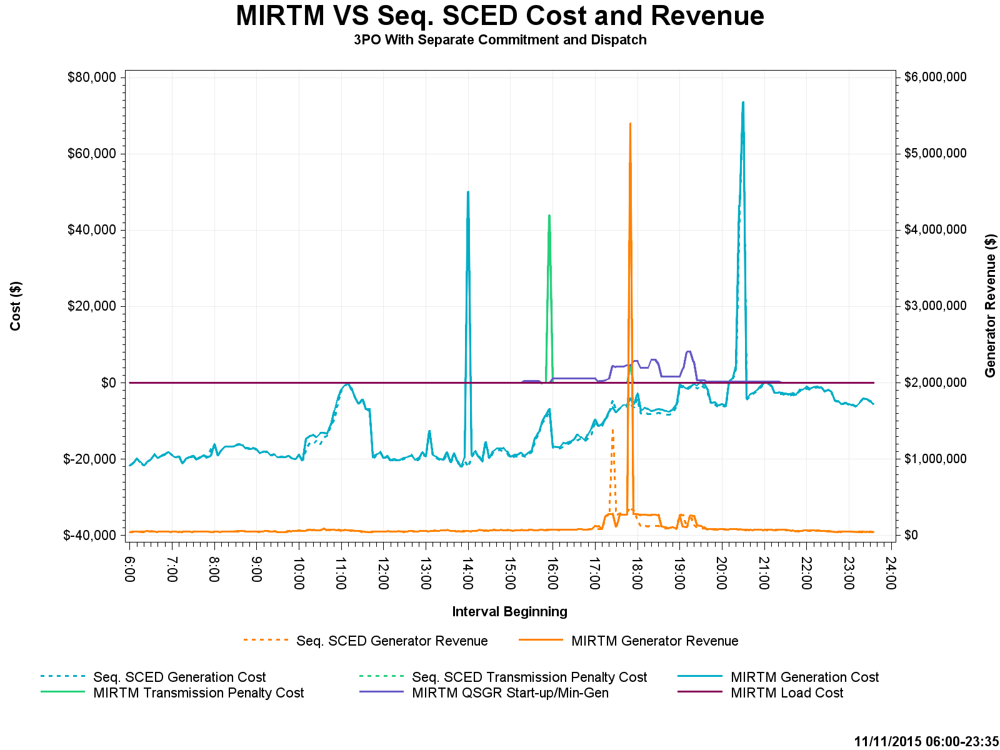 MIRTM VS Seq. SCED Cost and Revenue
3PO With Separate Commitment and Dispatch
$80,000
$60,000
$40,000
$20,000
$0
$-20,000
$-40,000
Cost ($)
$6,000,000
$5,000,000
$4,000,000
$3,000,000
$2,000,000
$1,000,000
$0
Generator Revenue ($)
6:00
7:00
8:00
9:00
10:00
11:00
12:00
13:00
14:00
15:00
16:00
17:00
18:00
19:00
20:00
21:00
22:00
23:00
24:00
Interval Beginning
Seq. SCED Generator Revenue
MIRTM Generator Revenue
Seq. SCED Generation Cost
Seq. SCED Transmission Penalty Cost
MIRTM Generation Cost
MIRTM Transmission Penalty Cost
MIRTM QSGR Start-up/Min-Gen
MIRTM Load Cost
11/11/2015 06:00-23:35